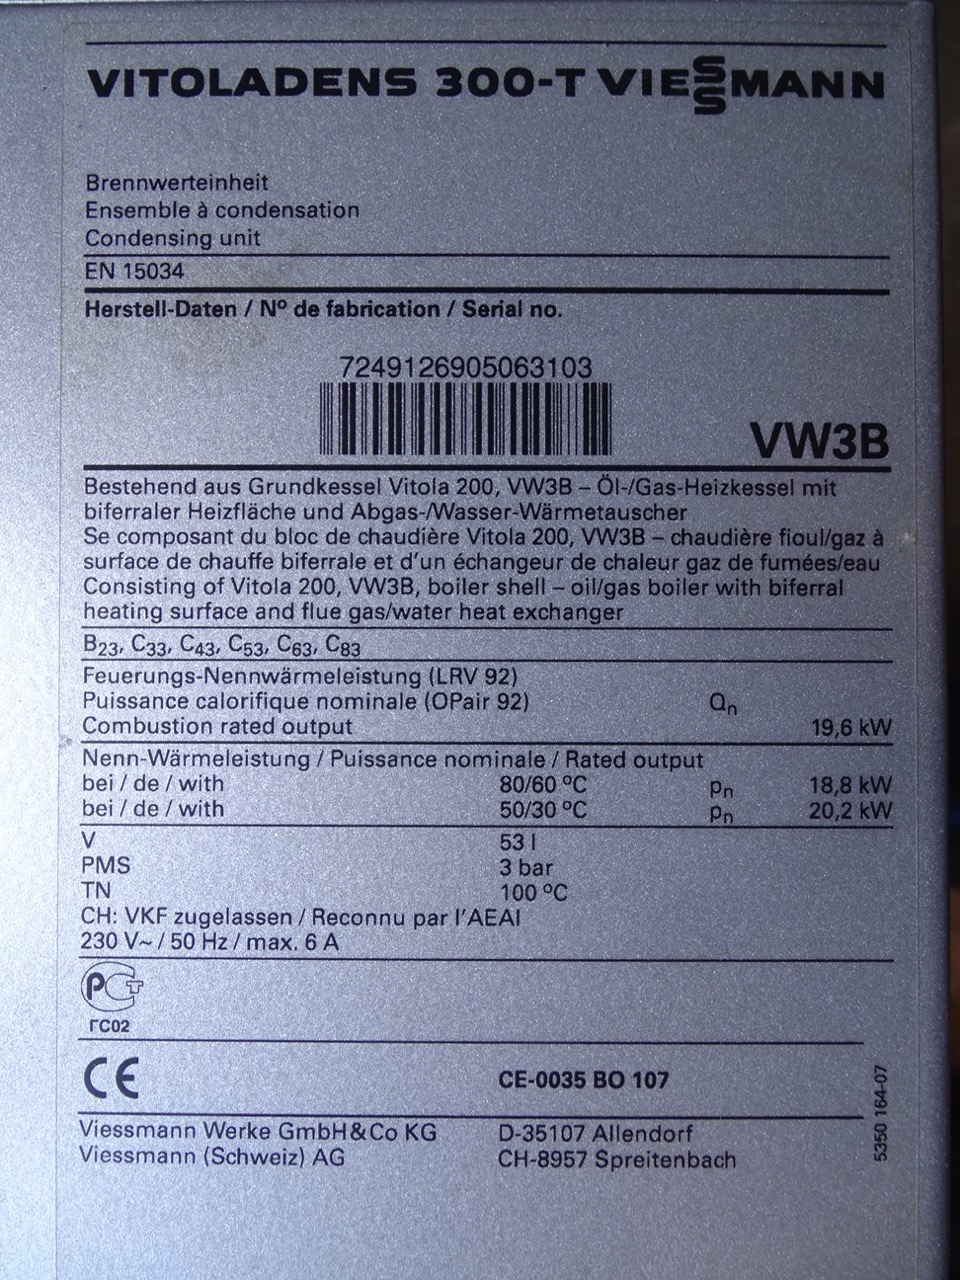 VITOLADENS 300-T VIESSMANN
Brennwerteinheit
Ensemble à condensation
Condensing unit
EN 15034
Herstell-Daten / Nº de fabrication / Serial no.
7249126905063103
VW3B
Bestehend aus Grundkessel Vitola 200, VW3B – Öl-/Gas-Heizkessel mit
biferraler Heizfläche und Abgas-/Wasser-Wärmetauscher
Se composant du bloc de chaudière Vitola 200, VW3B – chaudière fioul/gaz à
surface de chauffe biferrale et d'un échangeur de chaleur gaz de fumées/eau
Consisting of Vitola 200, VW3B, boiler shell – oil/gas boiler with biferral
heating surface and flue gas/water heat exchanger
B23, C33, C43, C53, C63, C83
Feuerungs-Nennwärmeleistung (LRV 92)
Puissance calorifique nominale (OPair 92) Qn
Combustion rated output 19,6 kW
Nenn-Wärmeleistung / Puissance nominale / Rated output
bei / de / with 80/60 ºC pn 18,8 kW
bei / de / with 50/30 ºC pn 20,2 kW
V 53 l
PMS 3 bar
TN 100 ºC
CH: VKF zugelassen / Reconnu par l'AEAI
230 V~ / 50 Hz / max. 6 A
РСТ
ГС02
CE CE-0035 BO 107
Viessmann Werke GmbH&Co KG D-35107 Allendorf
Viessmann (Schweiz) AG CH-8957 Spreitenbach
5350 164-07